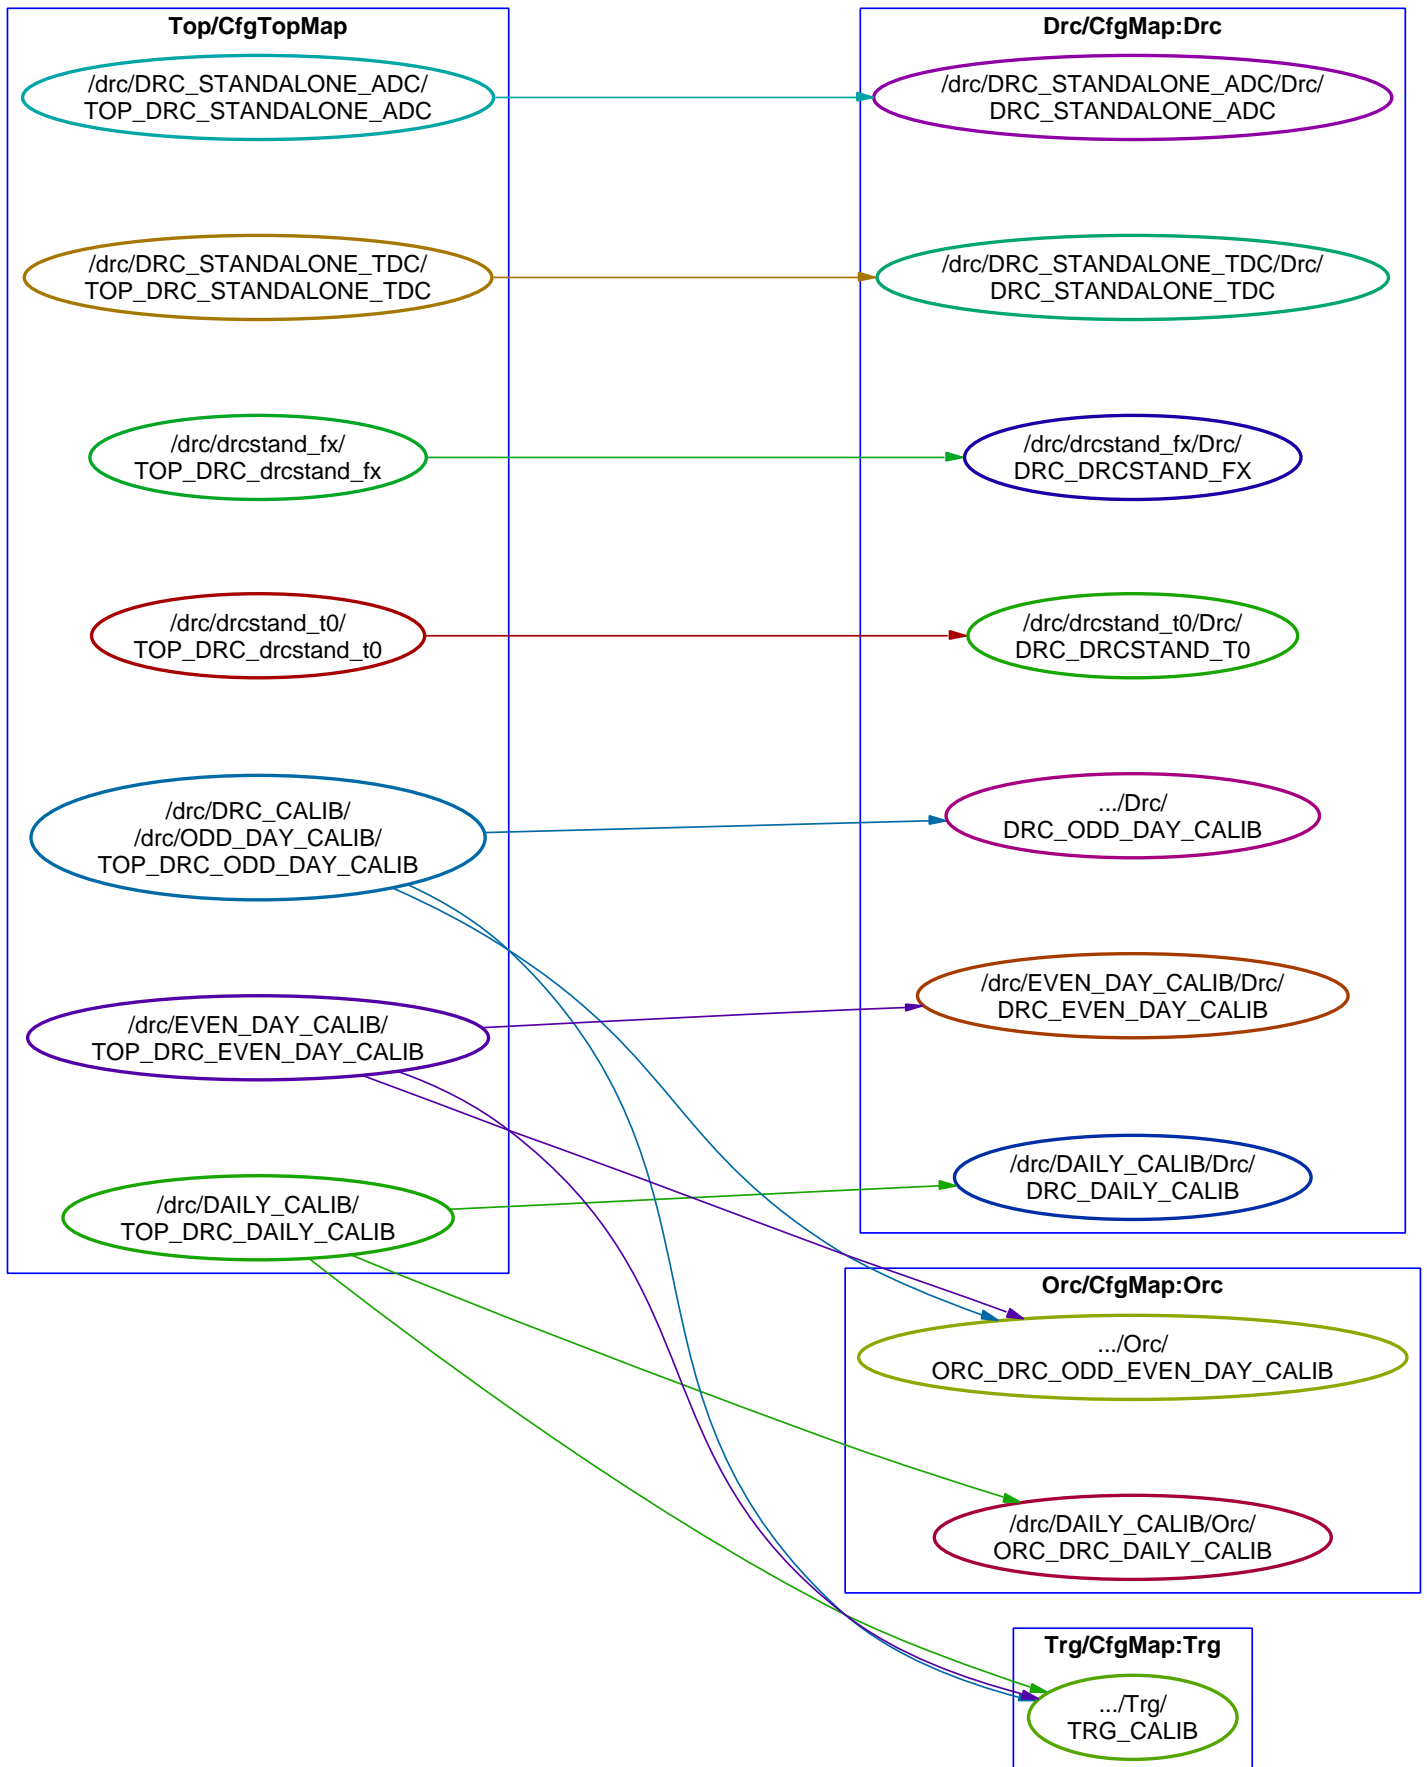 Top/CfgTopMap
/drc/DRC_STANDALONE_ADC/
TOP_DRC_STANDALONE_ADC
/drc/DRC_STANDALONE_TDC/
TOP_DRC_STANDALONE_TDC
/drc/drcstand_fx/
TOP_DRC_drcstand_fx
/drc/drcstand_t0/
TOP_DRC_drcstand_t0
/drc/DRC_CALIB/
/drc/ODD_DAY_CALIB/
TOP_DRC_ODD_DAY_CALIB
/drc/EVEN_DAY_CALIB/
TOP_DRC_EVEN_DAY_CALIB
/drc/DAILY_CALIB/
TOP_DRC_DAILY_CALIB
Drc/CfgMap:Drc
/drc/DRC_STANDALONE_ADC/Drc/
DRC_STANDALONE_ADC
/drc/DRC_STANDALONE_TDC/Drc/
DRC_STANDALONE_TDC
/drc/drcstand_fx/Drc/
DRC_DRCSTAND_FX
/drc/drcstand_t0/Drc/
DRC_DRCSTAND_T0
.../Drc/
DRC_ODD_DAY_CALIB
/drc/EVEN_DAY_CALIB/Drc/
DRC_EVEN_DAY_CALIB
/drc/DAILY_CALIB/Drc/
DRC_DAILY_CALIB
Orc/CfgMap:Orc
.../Orc/
ORC_DRC_ODD_EVEN_DAY_CALIB
/drc/DAILY_CALIB/Orc/
ORC_DRC_DAILY_CALIB
Trg/CfgMap:Trg
.../Trg/
TRG_CALIB